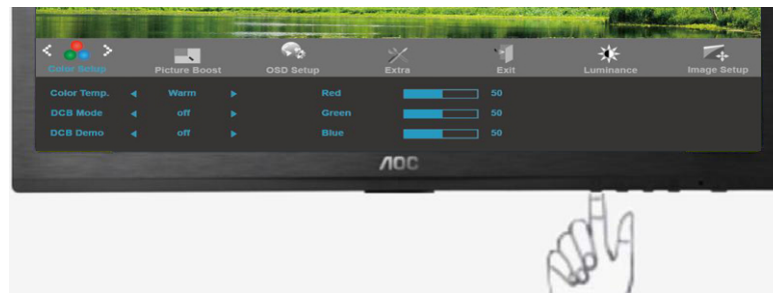 Color Setup Picture Boost OSD Setup Extra Exit Luminance Image Setup
Color Temp. Warm Red 50
DCB Mode off Green 50
DCB Demo off Blue 50
AOC